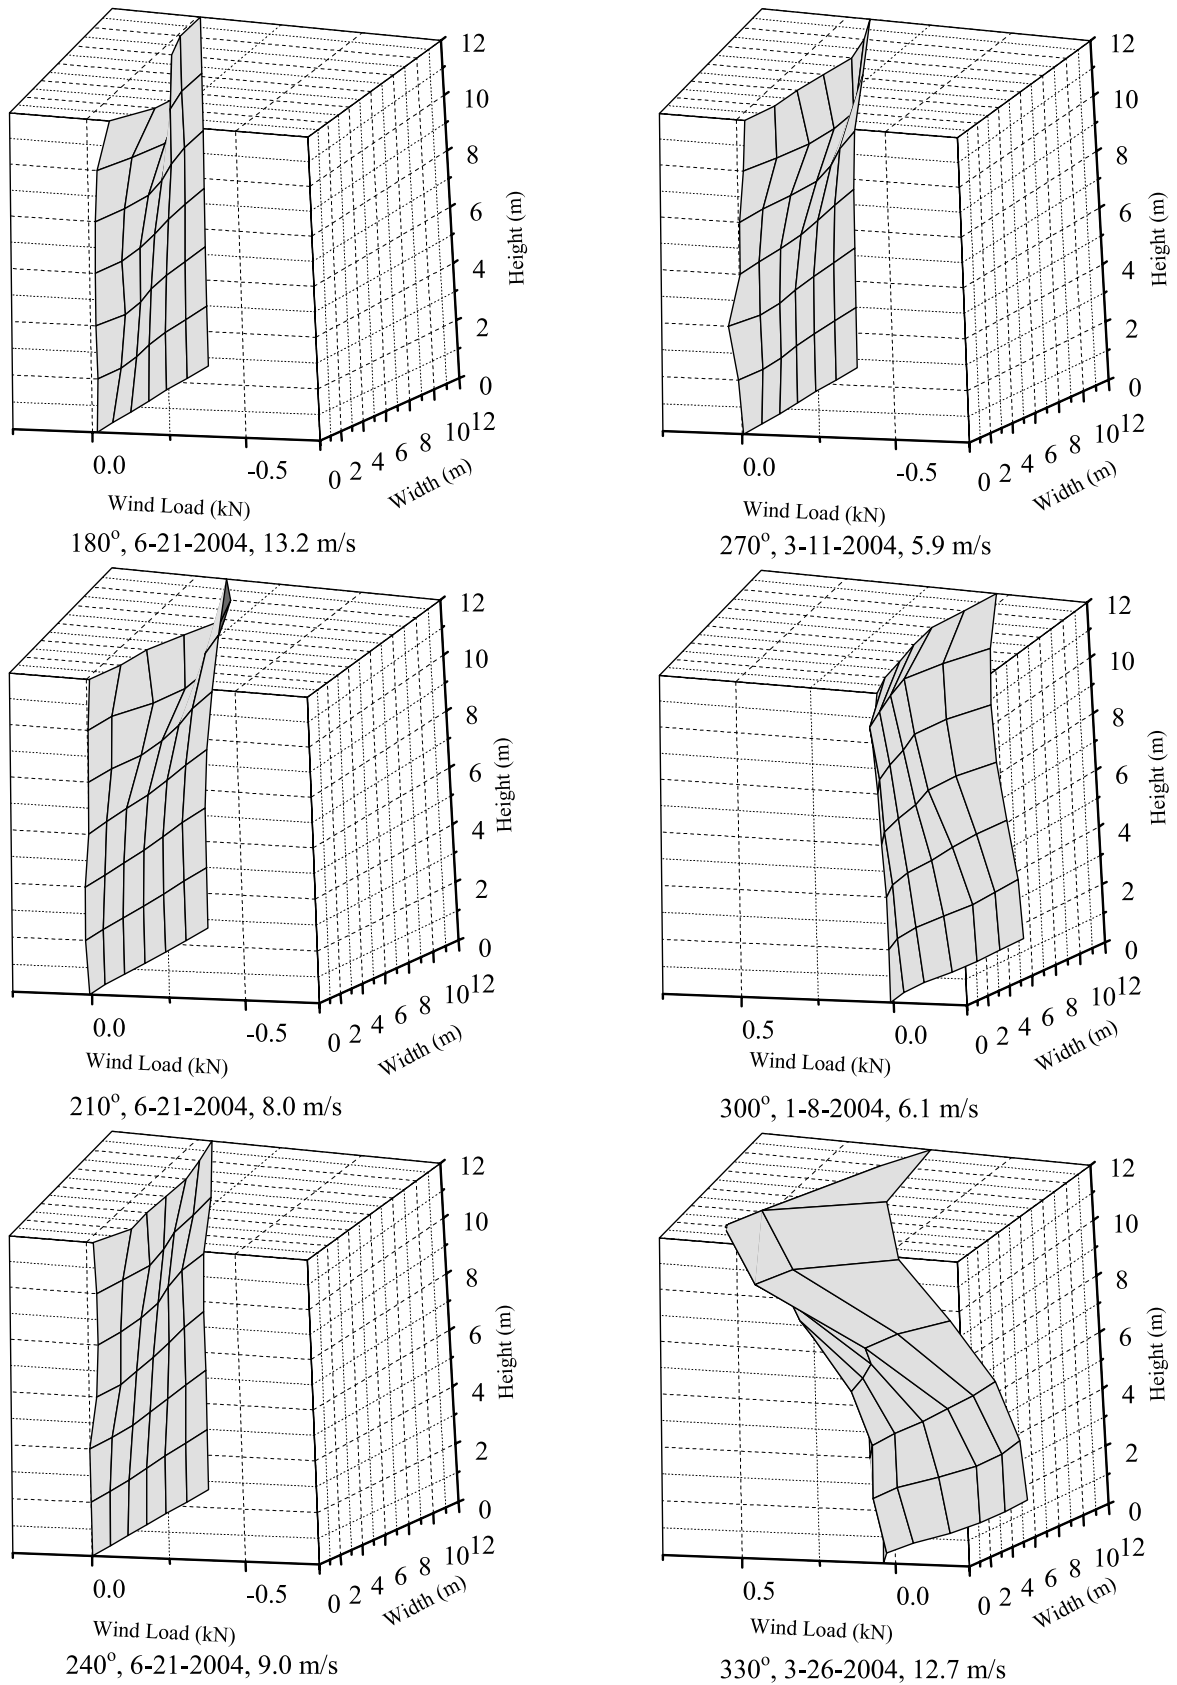 12
10
8
6
4
2
0
Height (m)
0.0 -0.5
0 2 4 6 8 10 12
Width (m)
Wind Load (kN)
180°, 6-21-2004, 13.2 m/s
12
10
8
6
4
2
0
Height (m)
0.0 -0.5
0 2 4 6 8 10 12
Width (m)
Wind Load (kN)
270°, 3-11-2004, 5.9 m/s
12
10
8
6
4
2
0
Height (m)
0.0 -0.5
0 2 4 6 8 10 12
Width (m)
Wind Load (kN)
210°, 6-21-2004, 8.0 m/s
12
10
8
6
4
2
0
Height (m)
0.5 0.0
0 2 4 6 8 10 12
Width (m)
Wind Load (kN)
300°, 1-8-2004, 6.1 m/s
12
10
8
6
4
2
0
Height (m)
0.0 -0.5
0 2 4 6 8 10 12
Width (m)
Wind Load (kN)
240°, 6-21-2004, 9.0 m/s
12
10
8
6
4
2
0
Height (m)
0.5 0.0
0 2 4 6 8 10 12
Width (m)
Wind Load (kN)
330°, 3-26-2004, 12.7 m/s